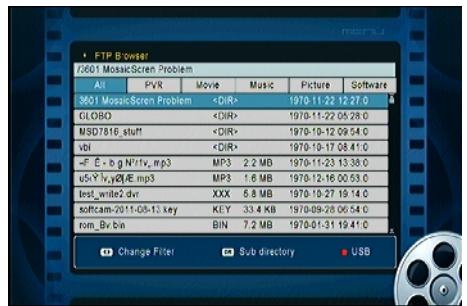 menu
FTP Browser
/3601 MosaicScren Problem
All PVR Movie Music Picture Software
3601 MosaicScren Problem <DIR> 1970-11-22 12:27:0
GLOBO <DIR> 1970-11-22 05:28:0
MSD7816_stuff <DIR> 1970-10-12 09:54:0
vbi <DIR> 1970-10-17 08:41:0
MP3 2.2 MB 1970-11-23 13:38:0
MP3 1.6 MB 1970-12-16 00:53:0
test_write2.dvr XXX 5.8 MB 1970-10-27 19:14:0
softcam-2011-08-13.key KEY 33.4 KB 1970-09-28 06:54:0
rom_Bv.bin BIN 7.2 MB 1970-01-31 19:41:0
Change Filter OK Sub directory USB